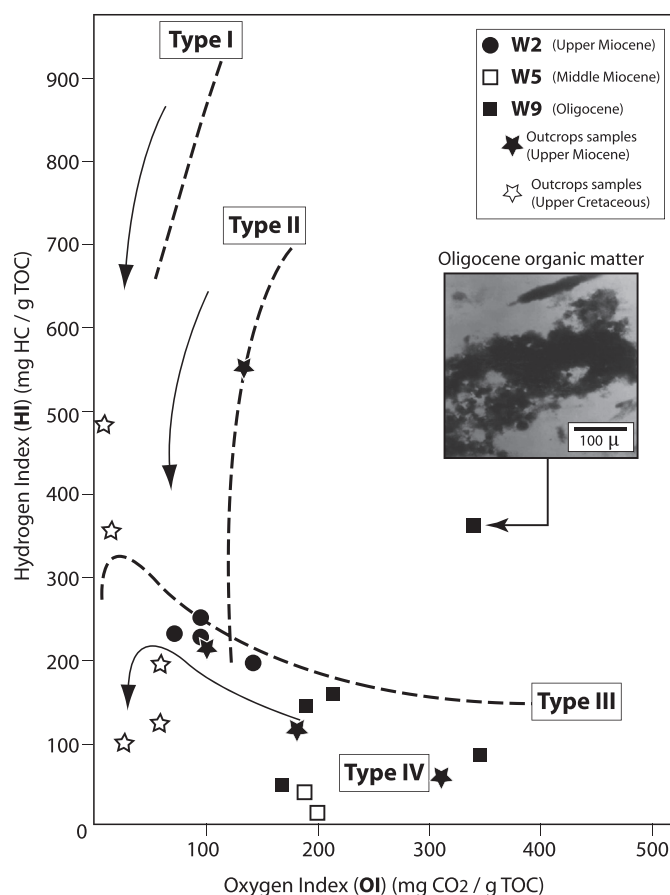 Type I
W2 (Upper Miocene)
W5 (Middle Miocene)
W9 (Oligocene)
Outcrops samples
(Upper Miocene)
Outcrops samples
(Upper Cretaceous)
Type II
Oligocene organic matter
100 µ
Type III
Type IV
Hydrogen Index (HI) (mg HC / g TOC)
900
800
700
600
500
400
300
200
100
0
100
200
300
400
500
Oxygen Index (OI) (mg CO2 / g TOC)